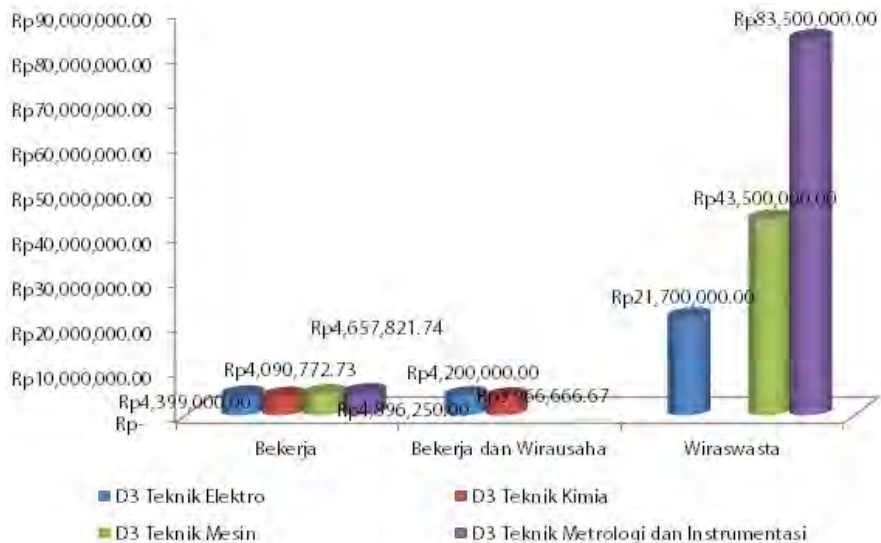 Rp90,000,000.00
Rp80,000,000.00
Rp70,000,000.00
Rp60,000,000.00
Rp50,000,000.00
Rp40,000,000.00
Rp30,000,000.00
Rp20,000,000.00
Rp10,000,000.00
Rp-
Rp4,399,000.00
Rp4,090,772.73
Rp4,657,821.74
Rp4,896,250.00
Rp4,200,000.00
Rp21,700,000.00
Rp43,500,000.00
Rp83,500,000.00
Bekerja
Bekerja dan Wirausaha
Wiraswasta
D3 Teknik Elektro
D3 Teknik Kimia
D3 Teknik Mesin
D3 Teknik Metrologi dan Instrumentasi